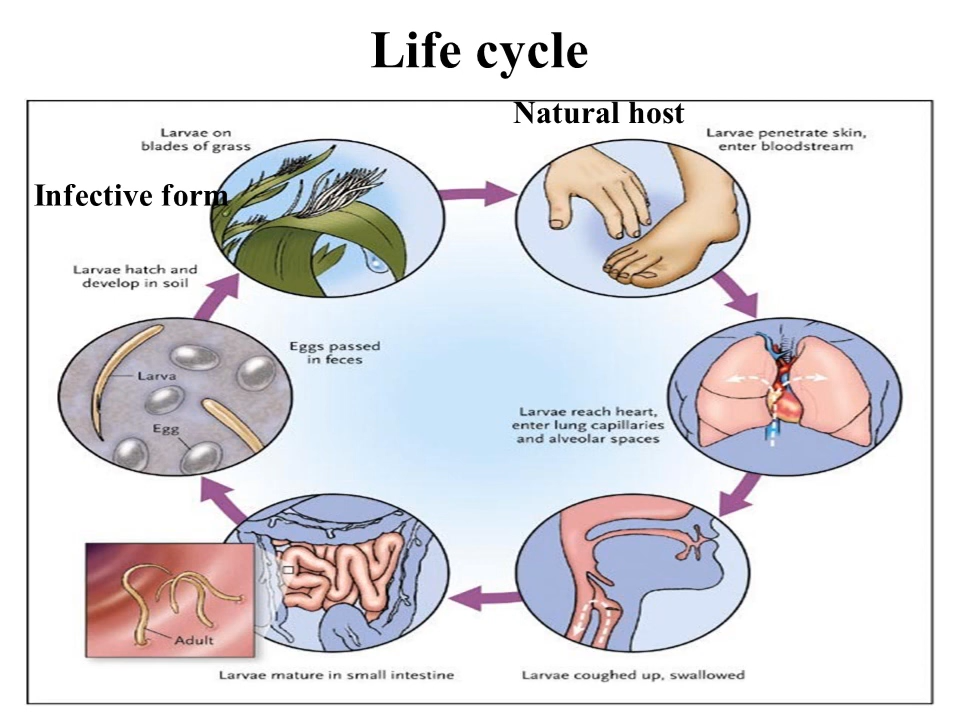 Life cycle
Natural host
Larvae on
blades of grass
Larvae penetrate skin,
enter bloodstream
Infective form
Larvae hatch and
develop in soil
Eggs passed
in feces
Larva
Egg
Larvae reach heart,
enter lung capillaries
and alveolar spaces
Adult
Larvae mature in small intestine
Larvae coughed up, swallowed